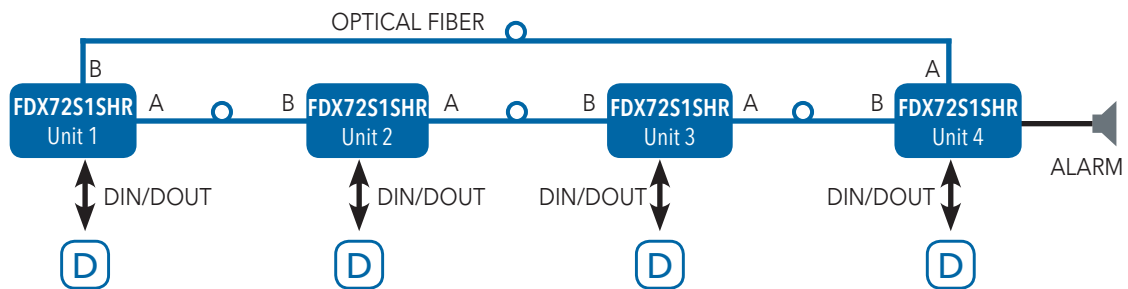 OPTICAL FIBER
B
A
FDX72S1SHR
Unit 1
A
B
FDX72S1SHR
Unit 2
A
B
FDX72S1SHR
Unit 3
A
B
FDX72S1SHR
Unit 4
ALARM
DIN/DOUT
DIN/DOUT
DIN/DOUT
DIN/DOUT
D
D
D
D